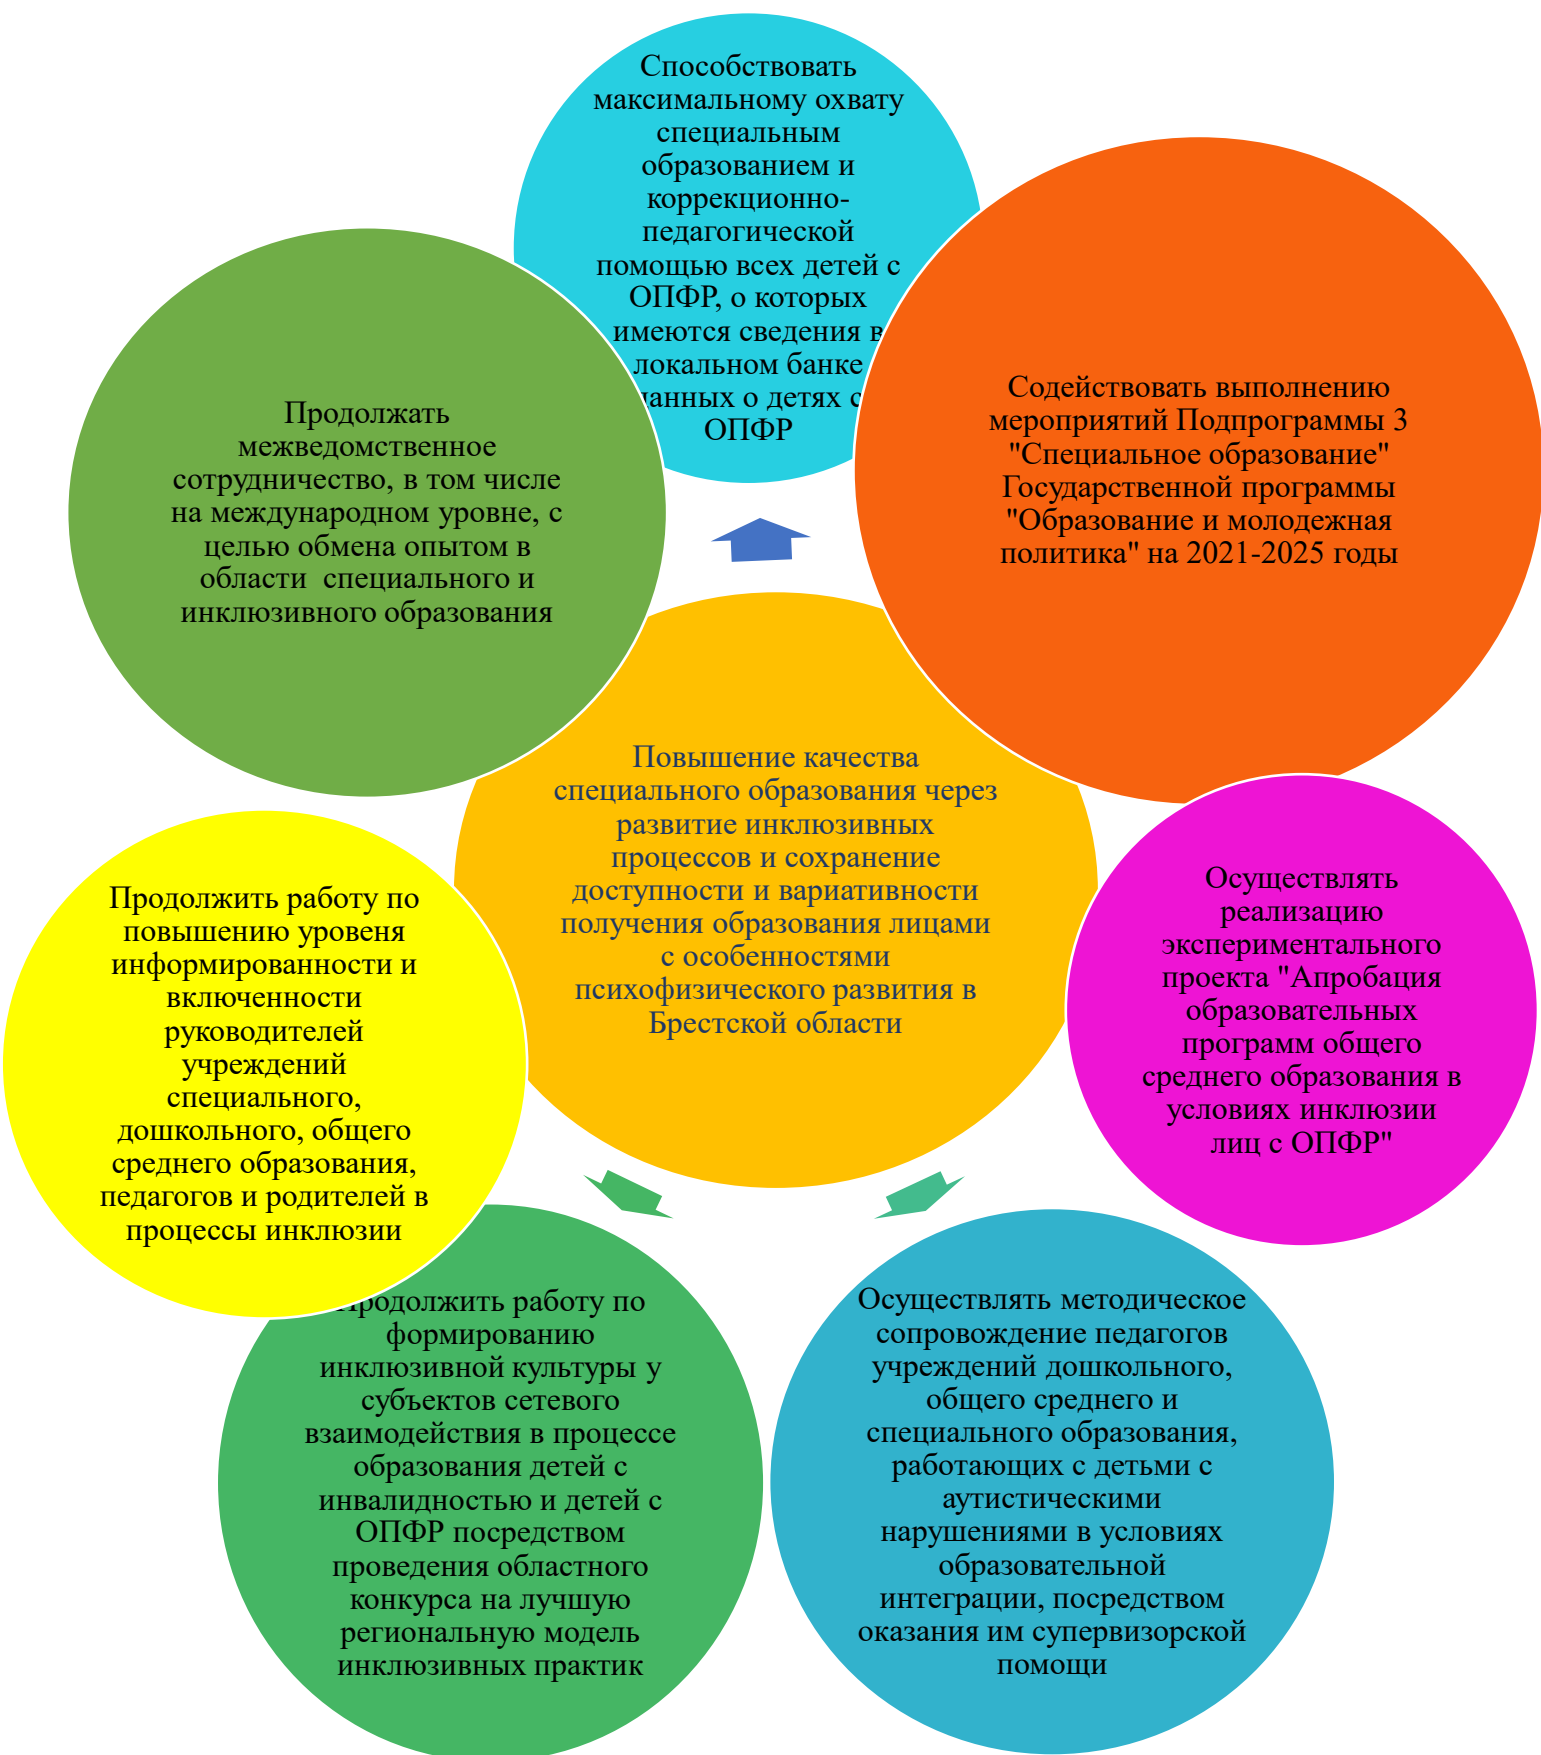 Способствовать
максимальному охвату
специальным
образованием и
коррекционно-
педагогической
помощью всех детей с
ОПФР, о которых
имеются сведения в
локальном банке
данных о детях с
ОПФР
Содействовать выполнению
мероприятий Подпрограммы 3
"Специальное образование"
Государственной программы
"Образование и молодежная
политика" на 2021-2025 годы
Осуществлять
реализацию
экспериментального
проекта "Апробация
образовательных
программ общего
среднего образования в
условиях инклюзии
лиц с ОПФР"
Осуществлять методическое
сопровождение педагогов
учреждений дошкольного,
общего среднего и
специального образования,
работающих с детьми с
аутистическими
нарушениями в условиях
образовательной
интеграции, посредством
оказания им супервизорской
помощи
Продолжить работу по
формированию
инклюзивной культуры у
субъектов сетевого
взаимодействия в процессе
образования детей с
инвалидностью и детей с
ОПФР посредством
проведения областного
конкурса на лучшую
региональную модель
инклюзивных практик
Продолжить работу по
повышению уровеня
информированности и
включенности
руководителей
учреждений
специального,
дошкольного, общего
среднего образования,
педагогов и родителей в
процессы инклюзии
Продолжать
межведомственное
сотрудничество, в том числе
на международном уровне, с
целью обмена опытом в
области  специального и
инклюзивного образования
Повышение качества
специального образования через
развитие инклюзивных
процессов и сохранение
доступности и вариативности
получения образования лицами
с особенностями
психофизического развития в
Брестской области